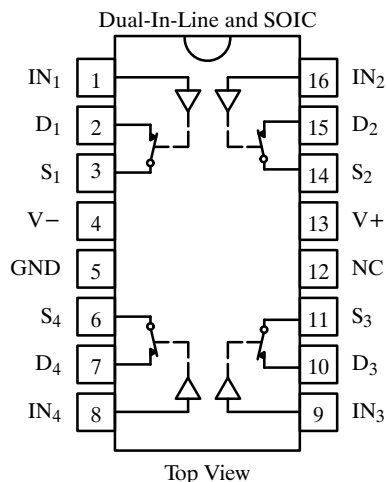 Dual-In-Line and SOIC
IN₁ 1 16 IN₂
D₁ 2 15 D₂
S₁ 3 14 S₂
V− 4 13 V+
GND 5 12 NC
S₄ 6 11 S₃
D₄ 7 10 D₃
IN₄ 8 9 IN₃
Top View